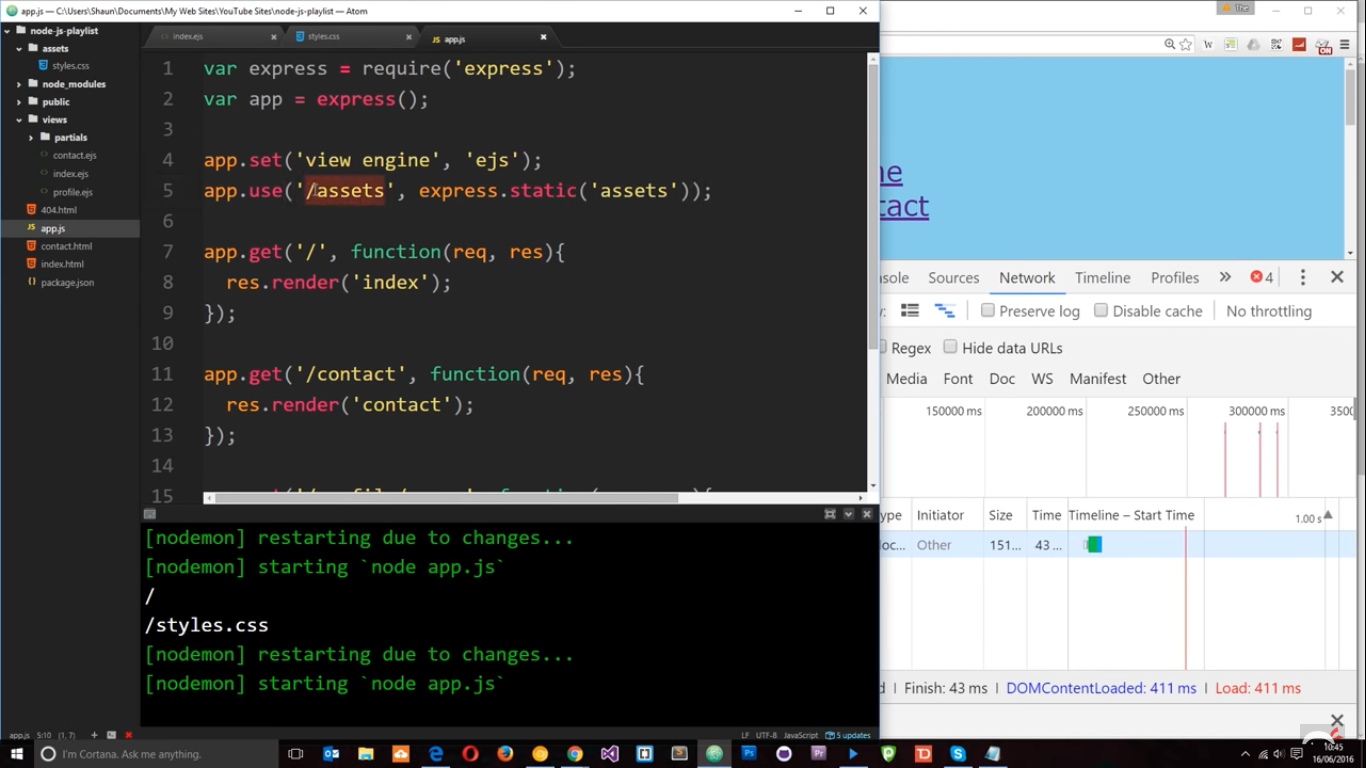 app.js — C:\Users\Shaun\Documents\My Web Sites\YouTube Sites\node-js-playlist — Atom
node-js-playlist
assets
styles.css
node_modules
public
views
partials
contact.ejs
index.ejs
profile.ejs
404.html
app.js
contact.html
index.html
package.json
index.ejs
styles.css
app.js
1 var express = require('express');
2 var app = express();
3
4 app.set('view engine', 'ejs');
5 app.use('/assets', express.static('assets'));
6
7 app.get('/', function(req, res){
8 res.render('index');
9 });
10
11 app.get('/contact', function(req, res){
12 res.render('contact');
13 });
14
15
[nodemon] restarting due to changes...
[nodemon] starting `node app.js`
/
/styles.css
[nodemon] restarting due to changes...
[nodemon] starting `node app.js`
app.js 5:10 (1, 7)
LF UTF-8 JavaScript 5 updates
The
ON
ne
tact
sole Sources Network Timeline Profiles » 4
Preserve log Disable cache No throttling
Regex Hide data URLs
Media Font Doc WS Manifest Other
150000 ms 200000 ms 250000 ms 300000 ms 3500
ype Initiator Size Time Timeline – Start Time 1.00 s
oc... Other 151... 43 ...
d | Finish: 43 ms | DOMContentLoaded: 411 ms | Load: 411 ms
I'm Cortana. Ask me anything.
10:45
16/06/2016